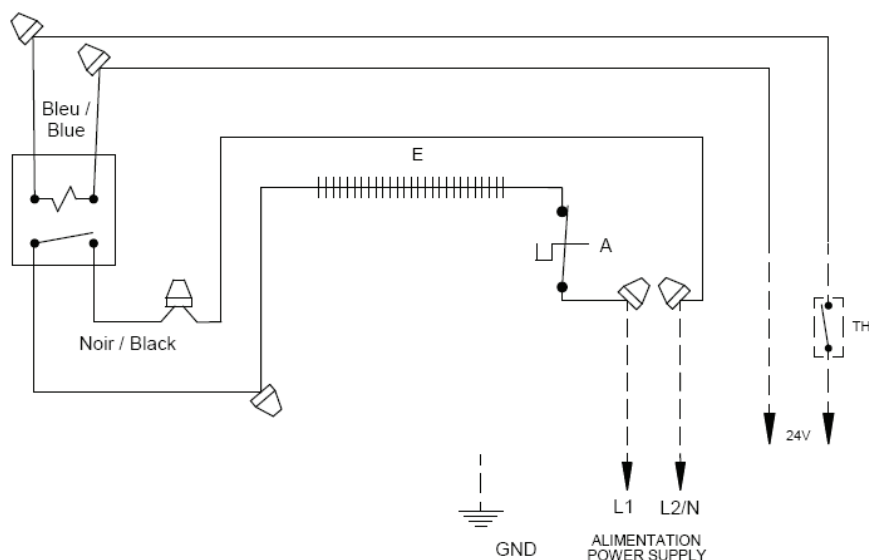 Bleu /
Blue
E
A
TH
Noir / Black
24V
L1
L2/N
GND
ALIMENTATION
POWER SUPPLY